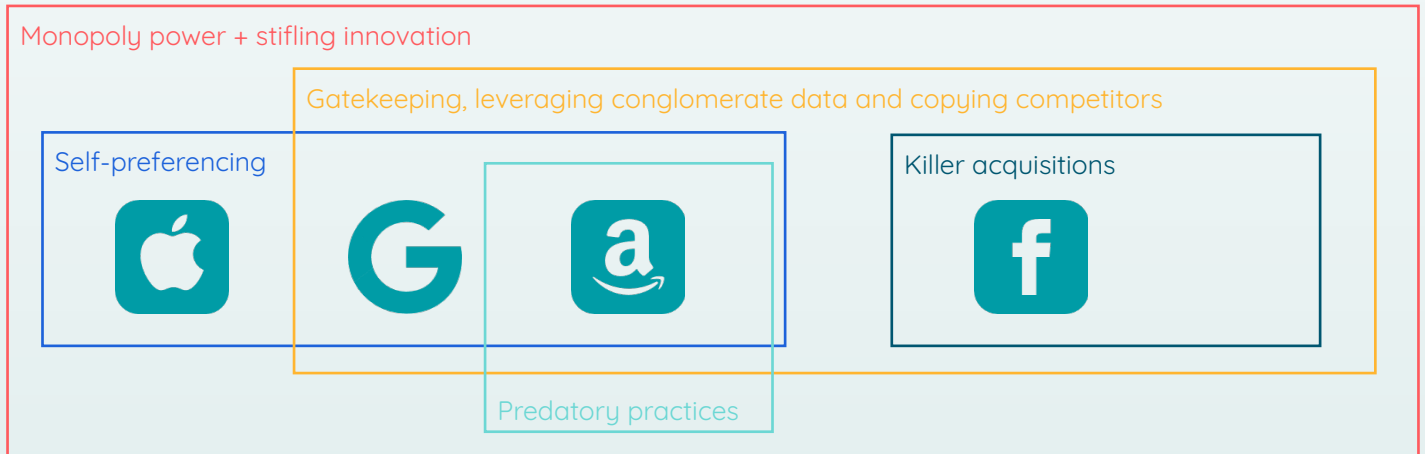 Monopoly power + stifling innovation
Gatekeeping, leveraging conglomerate data and copying competitors
Self-preferencing
Killer acquisitions
Predatory practices